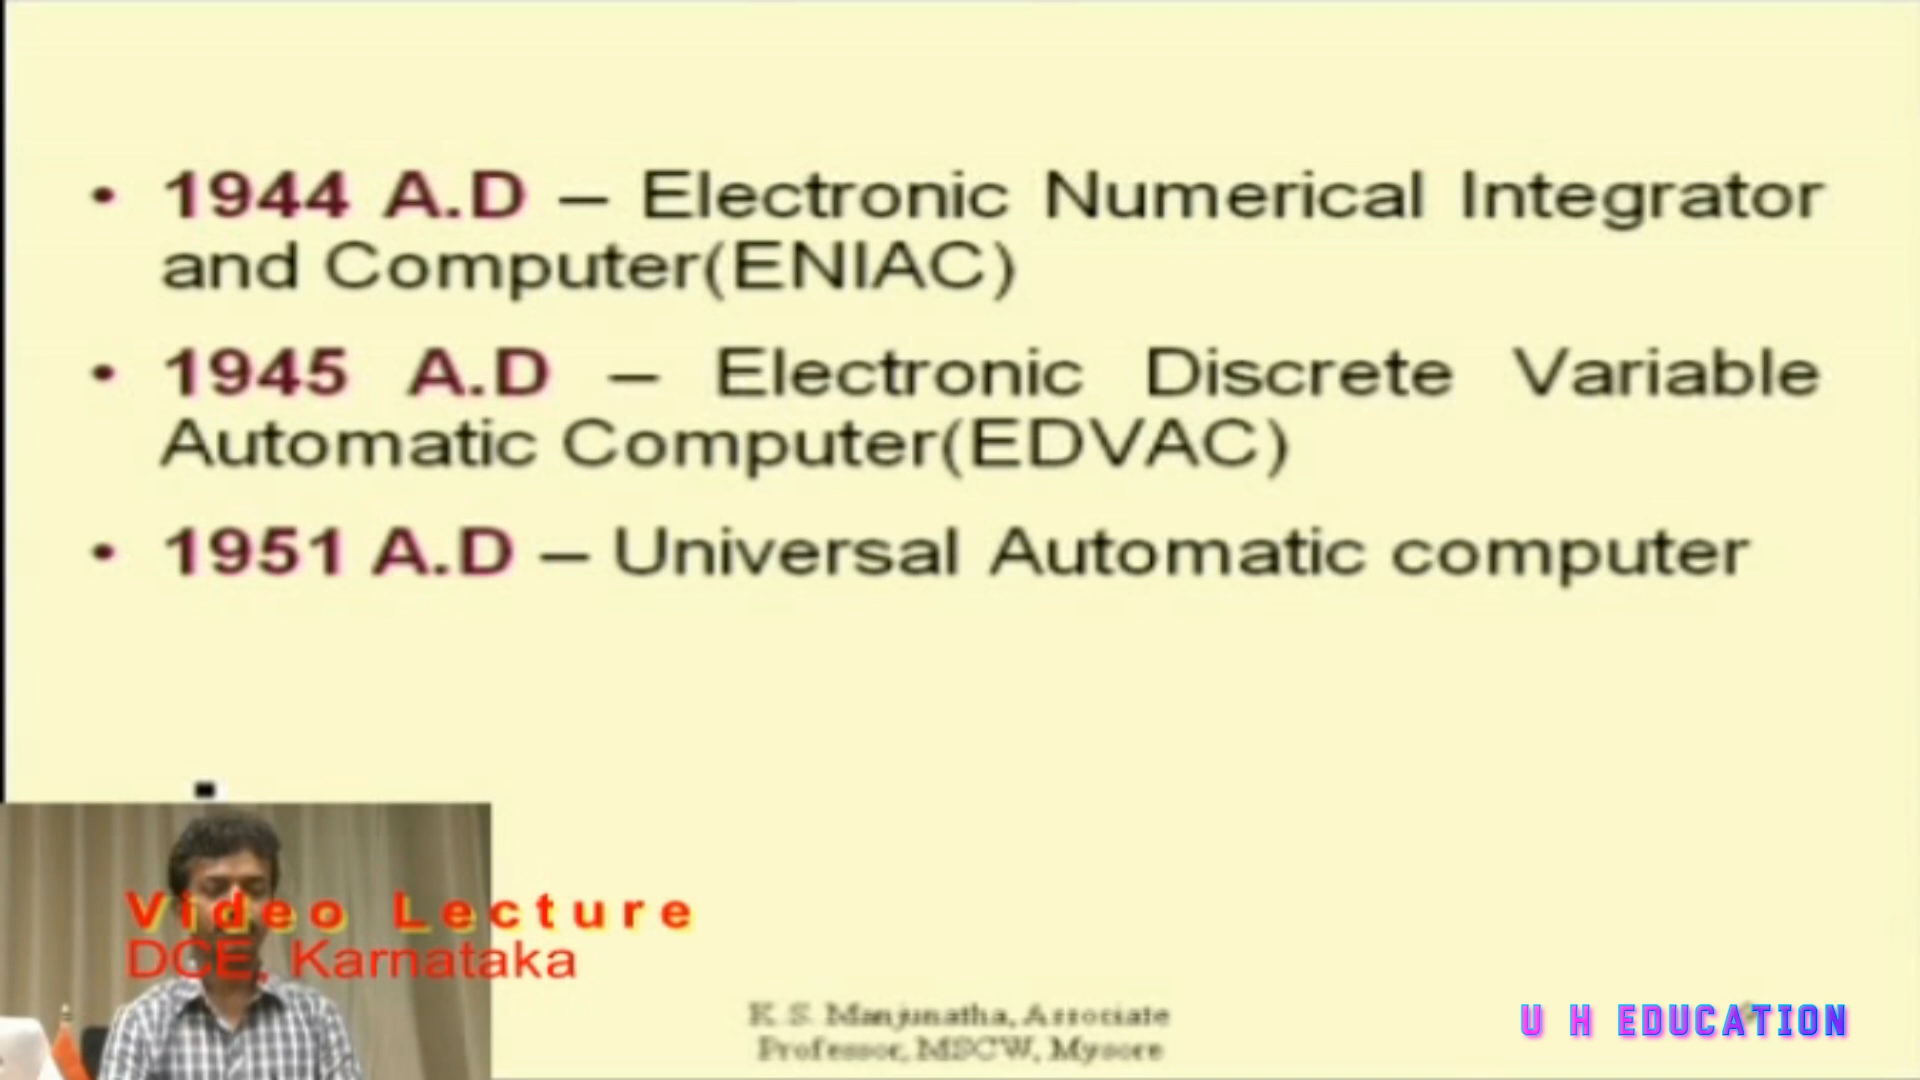 • 1944 A.D – Electronic Numerical Integrator
and Computer(ENIAC)
• 1945 A.D – Electronic Discrete Variable
Automatic Computer(EDVAC)
• 1951 A.D – Universal Automatic computer
Video Lecture
DCE, Karnataka
K. S. Manjunatha, Associate
Professor, MSCW, Mysore
U H EDUCATION